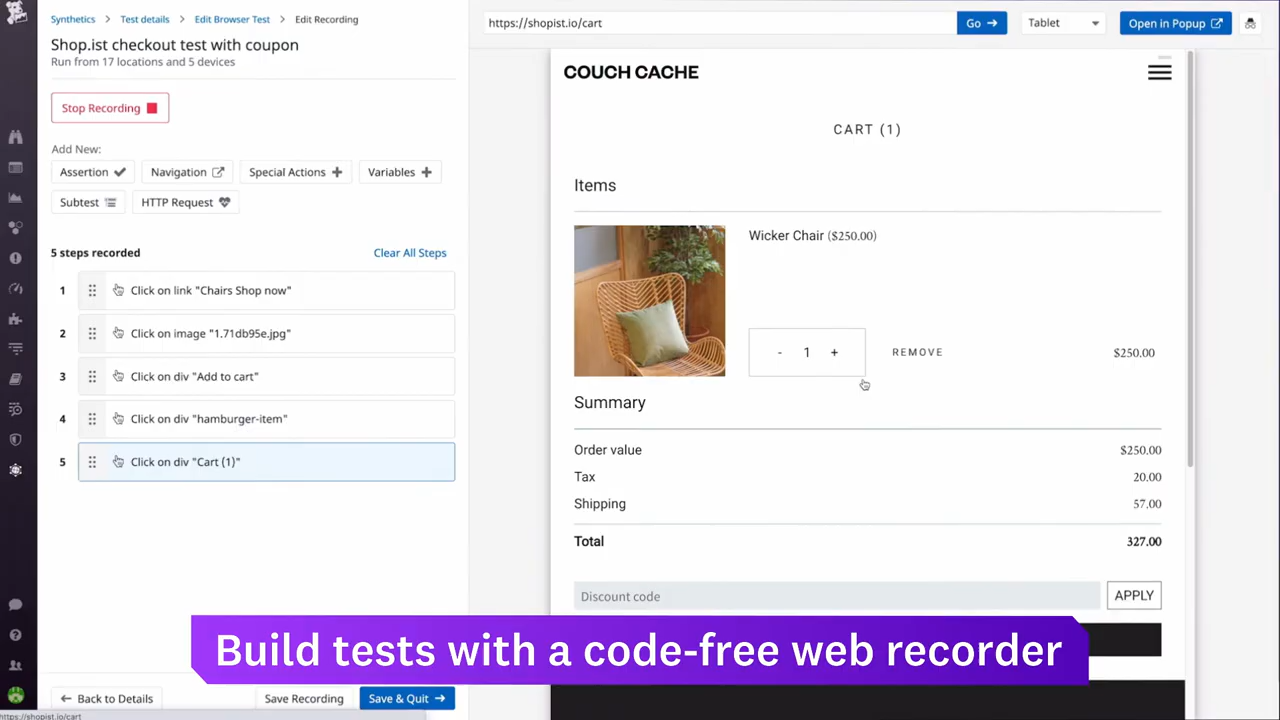 Synthetics > Test details > Edit Browser Test > Edit Recording
Shop.ist checkout test with coupon
Run from 17 locations and 5 devices
Stop Recording
Add New:
Assertion
Navigation
Special Actions
Variables
Subtest
HTTP Request
5 steps recorded
Clear All Steps
1 Click on link "Chairs Shop now"
2 Click on image "1.71db95e.jpg"
3 Click on div "Add to cart"
4 Click on div "hamburger-item"
5 Click on div "Cart (1)"
Back to Details
Save Recording
Save & Quit
https://shopist.io/cart
https://shopist.io/cart
Go
Tablet
Open in Popup
COUCH CACHE
CART (1)
Items
Wicker Chair ($250.00)
- 1 +
REMOVE
$250.00
Summary
Order value $250.00
Tax 20.00
Shipping 57.00
Total 327.00
Discount code
APPLY
Build tests with a code-free web recorder